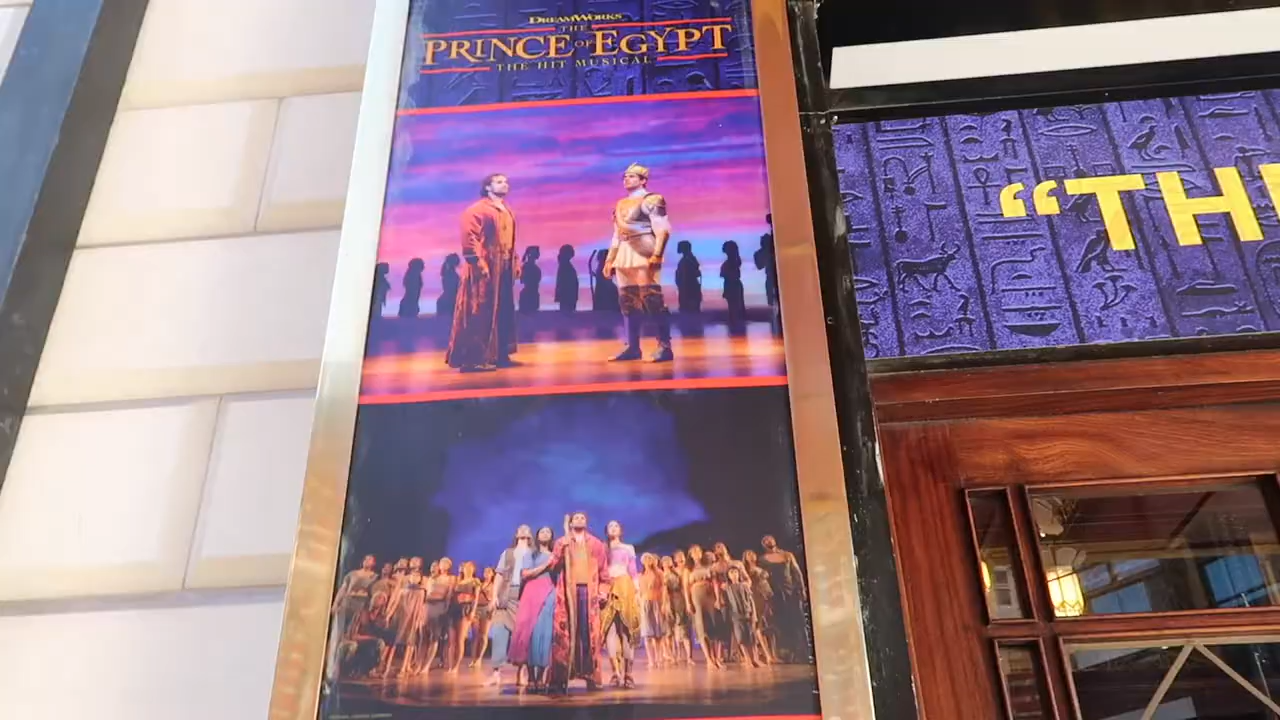 DREAMWORKS
THE
PRINCE OF EGYPT
THE HIT MUSICAL
“TH